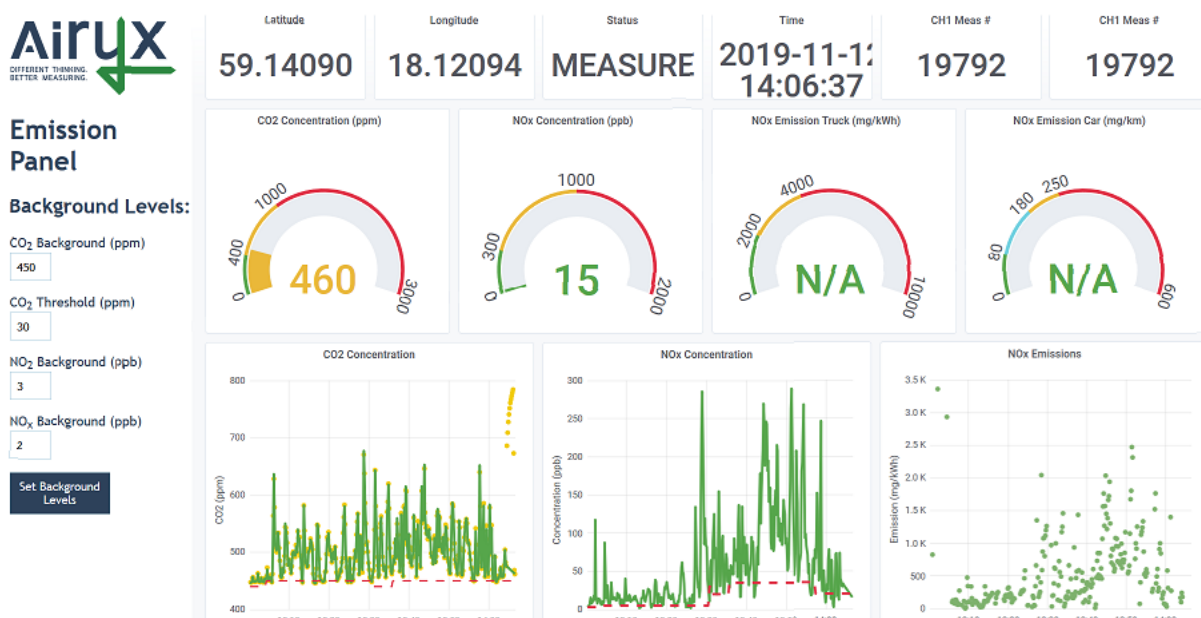 Airyx
DIFFERENT THINKING.
BETTER MEASURING.
Emission
Panel
Background Levels:
CO2 Background (ppm)
450
CO2 Threshold (ppm)
30
NO2 Background (ppb)
3
NOx Background (ppb)
2
Set Background
Levels
Latitude
59.14090
Longitude
18.12094
Status
MEASURE
Time
2019-11-12
14:06:37
CH1 Meas #
19792
CH1 Meas #
19792
CO2 Concentration (ppm)
0
400
1000
3000
460
NOx Concentration (ppb)
0
300
1000
2000
15
NOx Emission Truck (mg/kWh)
0
2000
4000
10000
N/A
NOx Emission Car (mg/km)
0
80
180
250
600
N/A
CO2 Concentration
CO2 (ppm)
800
700
600
500
400
NOx Concentration
Concentration (ppb)
300
250
200
150
100
50
0
NOx Emissions
Emission (mg/kWh)
3.5 K
3.0 K
2.5 K
2.0 K
1.5 K
1.0 K
500
0